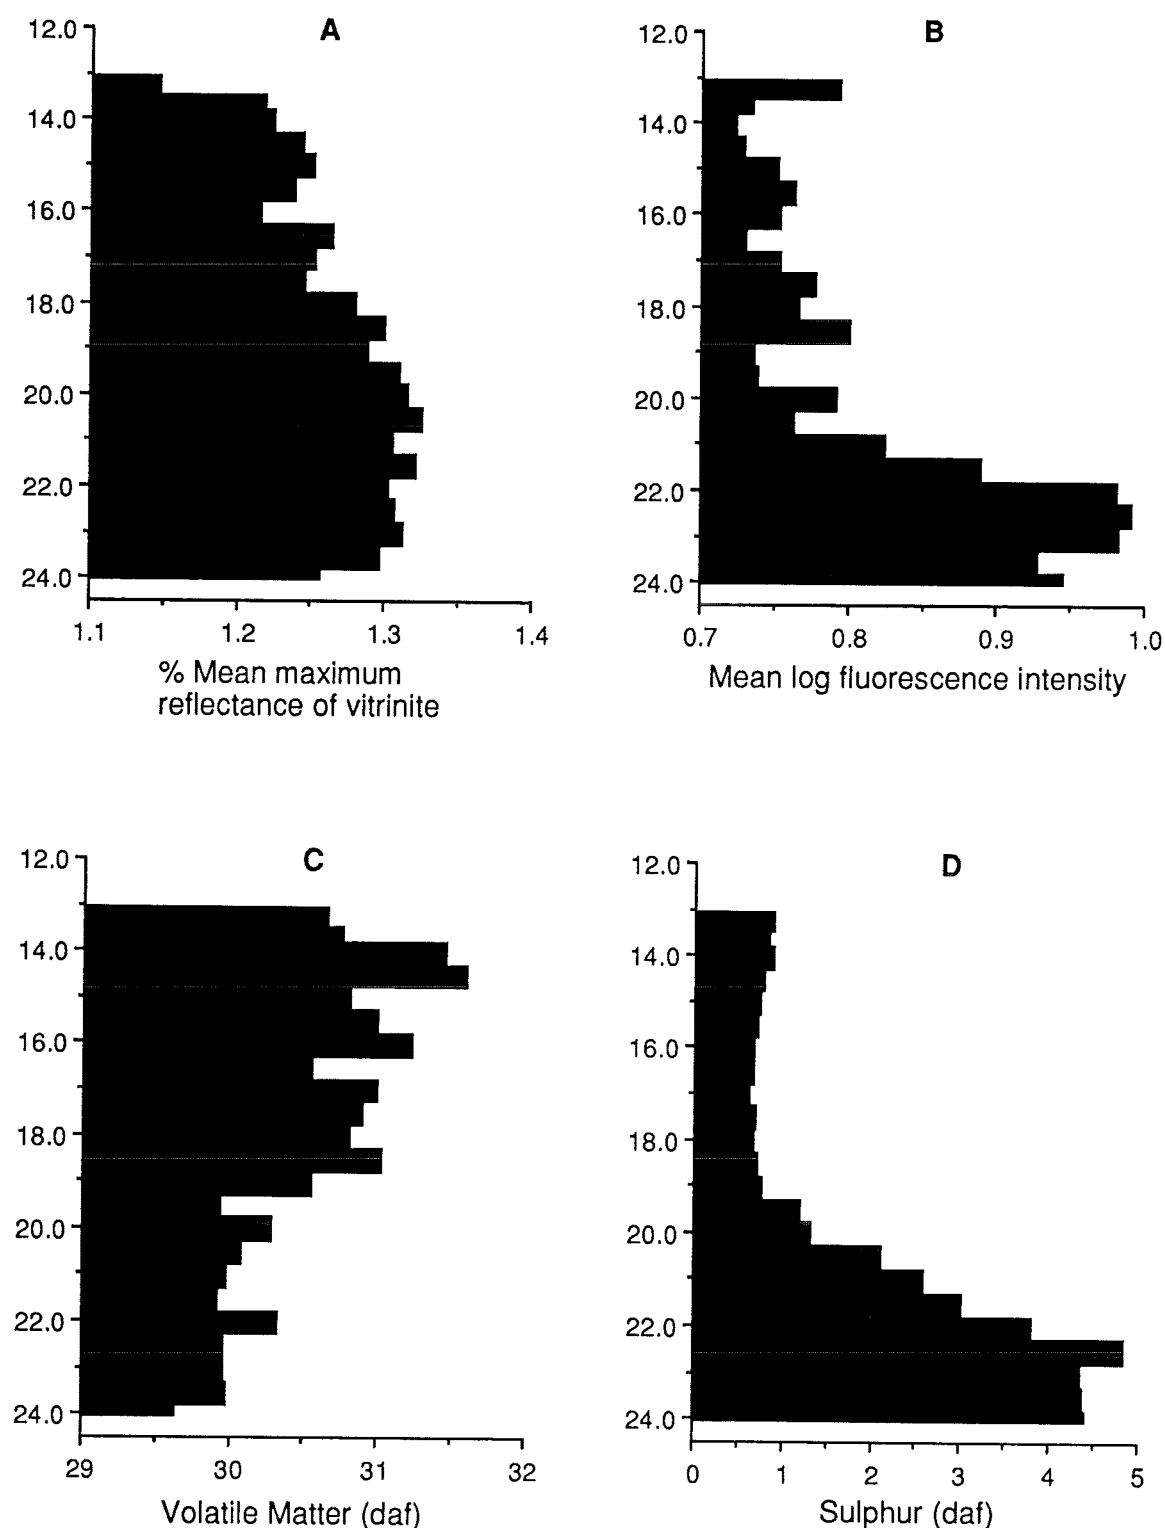 A
12.0
14.0
16.0
18.0
20.0
22.0
24.0
1.1 1.2 1.3 1.4
% Mean maximum
reflectance of vitrinite
B
12.0
14.0
16.0
18.0
20.0
22.0
24.0
0.7 0.8 0.9 1.0
Mean log fluorescence intensity
C
12.0
14.0
16.0
18.0
20.0
22.0
24.0
29 30 31 32
Volatile Matter (daf)
D
12.0
14.0
16.0
18.0
20.0
22.0
24.0
0 1 2 3 4 5
Sulphur (daf)